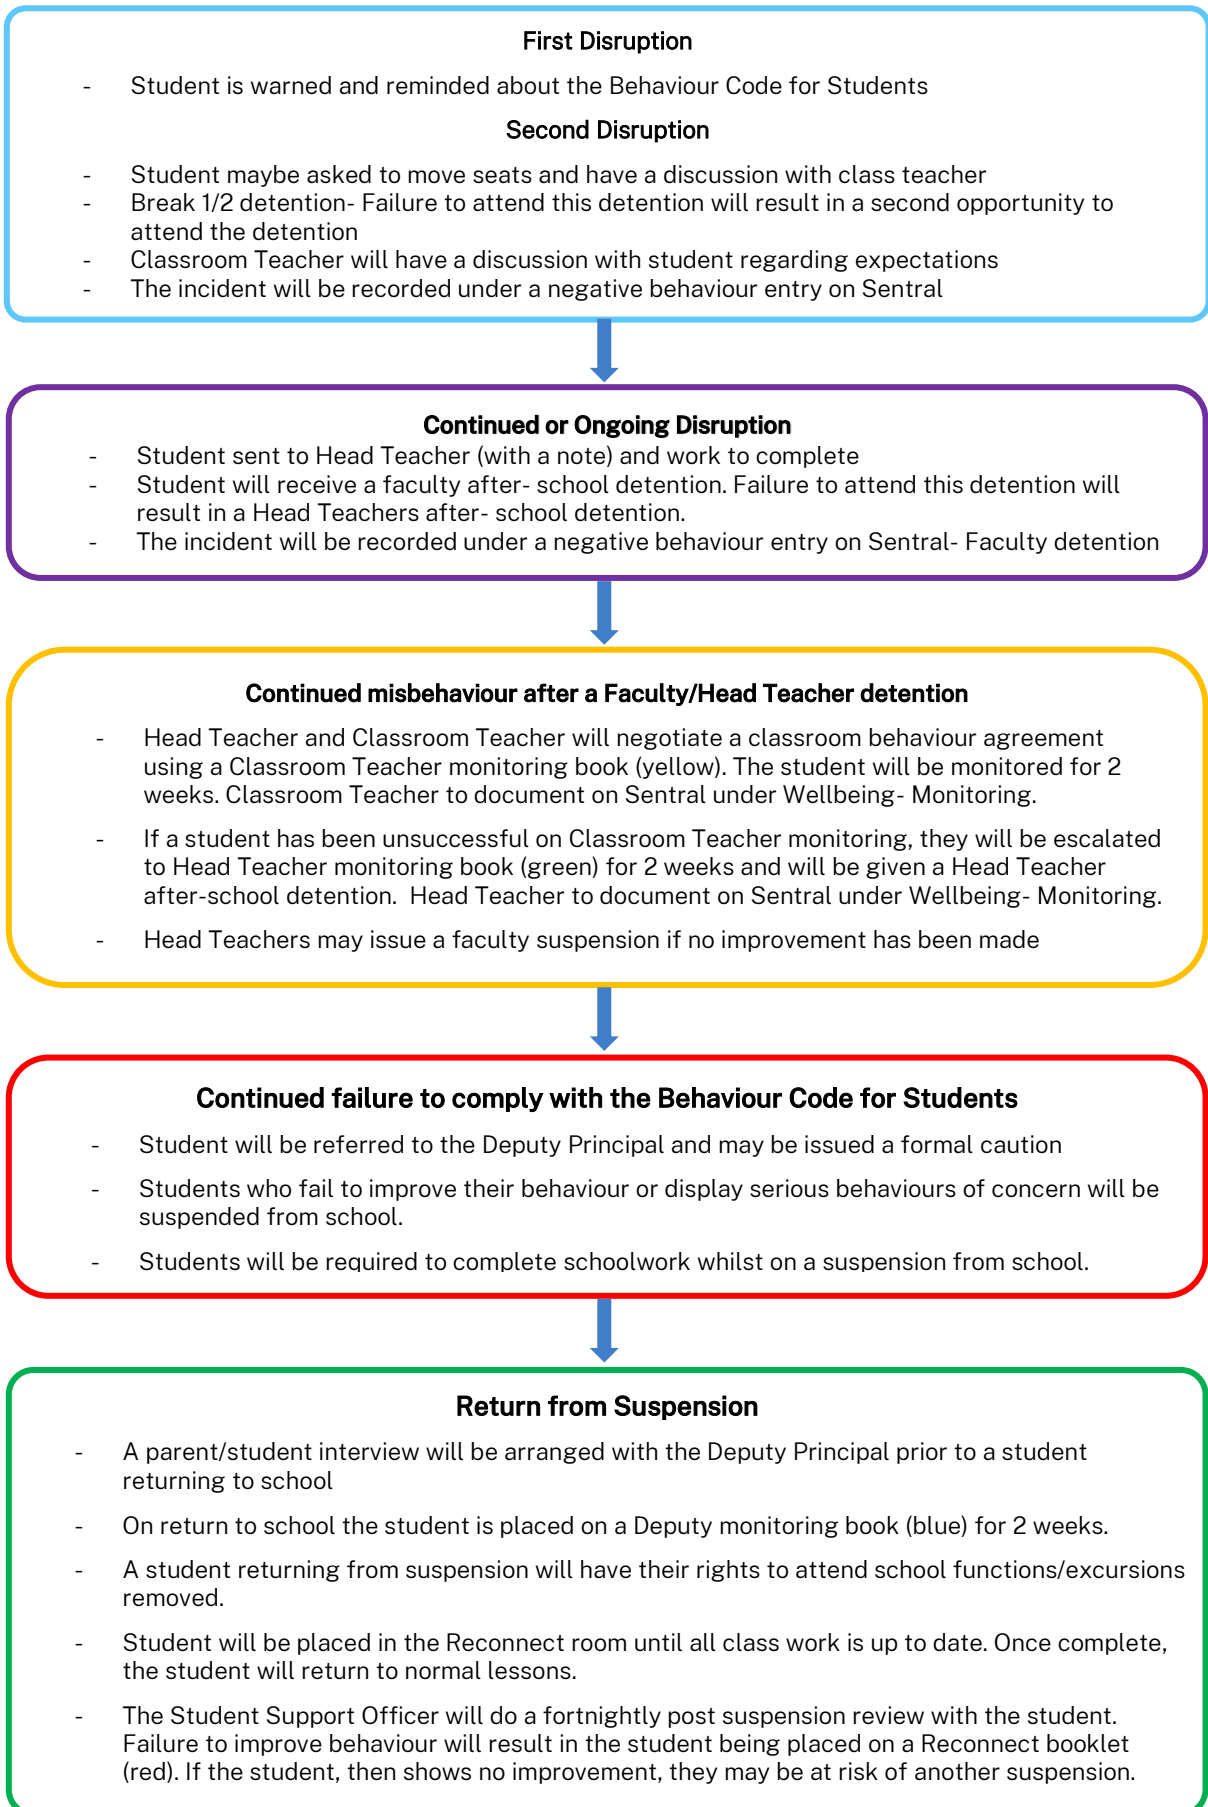 First Disruption
- Student is warned and reminded about the Behaviour Code for Students
Second Disruption
- Student maybe asked to move seats and have a discussion with class teacher
- Break 1/2 detention- Failure to attend this detention will result in a second opportunity to
attend the detention
- Classroom Teacher will have a discussion with student regarding expectations
- The incident will be recorded under a negative behaviour entry on Sentral
Continued or Ongoing Disruption
- Student sent to Head Teacher (with a note) and work to complete
- Student will receive a faculty after- school detention. Failure to attend this detention will
result in a Head Teachers after- school detention.
- The incident will be recorded under a negative behaviour entry on Sentral- Faculty detention
Continued misbehaviour after a Faculty/Head Teacher detention
- Head Teacher and Classroom Teacher will negotiate a classroom behaviour agreement
using a Classroom Teacher monitoring book (yellow). The student will be monitored for 2
weeks. Classroom Teacher to document on Sentral under Wellbeing- Monitoring.
- If a student has been unsuccessful on Classroom Teacher monitoring, they will be escalated
to Head Teacher monitoring book (green) for 2 weeks and will be given a Head Teacher
after-school detention.  Head Teacher to document on Sentral under Wellbeing- Monitoring.
- Head Teachers may issue a faculty suspension if no improvement has been made
Continued failure to comply with the Behaviour Code for Students
- Student will be referred to the Deputy Principal and may be issued a formal caution
- Students who fail to improve their behaviour or display serious behaviours of concern will be
suspended from school.
- Students will be required to complete schoolwork whilst on a suspension from school.
Return from Suspension
- A parent/student interview will be arranged with the Deputy Principal prior to a student
returning to school
- On return to school the student is placed on a Deputy monitoring book (blue) for 2 weeks.
- A student returning from suspension will have their rights to attend school functions/excursions
removed.
- Student will be placed in the Reconnect room until all class work is up to date. Once complete,
the student will return to normal lessons.
- The Student Support Officer will do a fortnightly post suspension review with the student.
Failure to improve behaviour will result in the student being placed on a Reconnect booklet
(red). If the student, then shows no improvement, they may be at risk of another suspension.